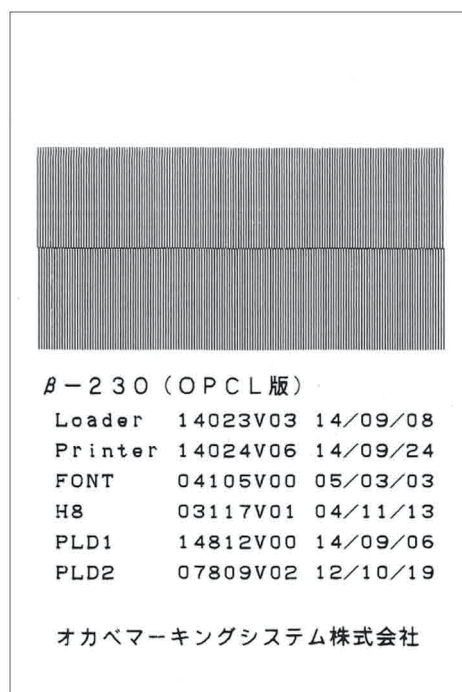 β－２３０（ＯＰＣＬ版）
Loader 14023V03 14/09/08
Printer 14024V06 14/09/24
FONT 04105V00 05/03/03
H8 03117V01 04/11/13
PLD1 14812V00 14/09/06
PLD2 07809V02 12/10/19
オカベマーキングシステム株式会社